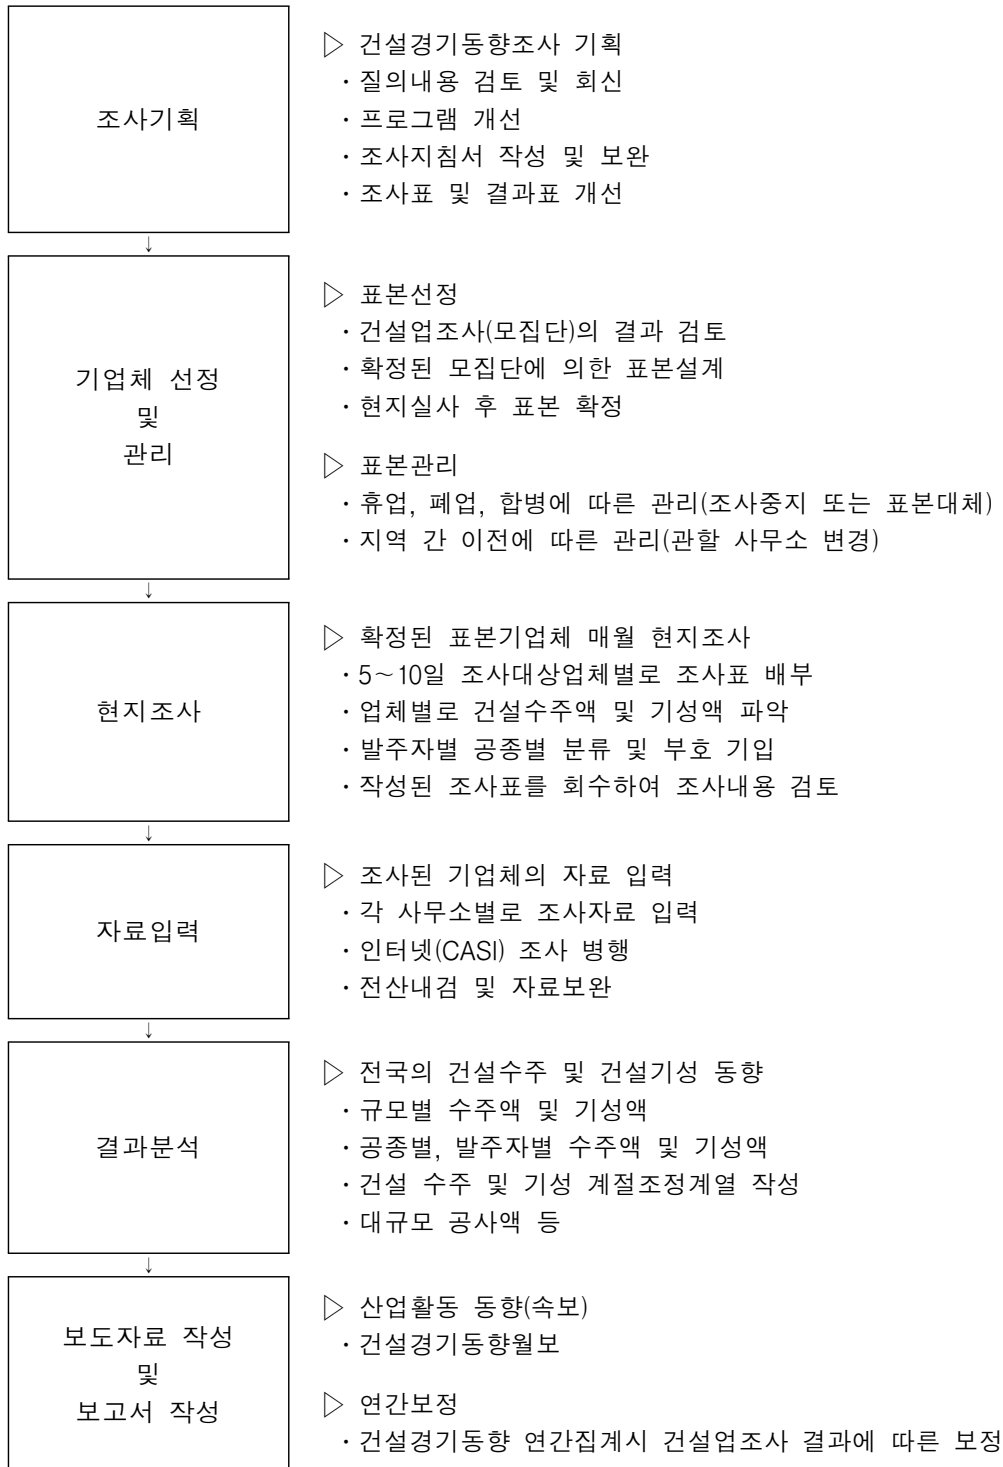 조사기획
▷ 건설경기동향조사 기획
· 질의내용 검토 및 회신
· 프로그램 개선
· 조사지침서 작성 및 보완
· 조사표 및 결과표 개선
↓
기업체 선정
및
관리
▷ 표본선정
· 건설업조사(모집단)의 결과 검토
· 확정된 모집단에 의한 표본설계
· 현지실사 후 표본 확정
▷ 표본관리
· 휴업, 폐업, 합병에 따른 관리(조사중지 또는 표본대체)
· 지역 간 이전에 따른 관리(관할 사무소 변경)
↓
현지조사
▷ 확정된 표본기업체 매월 현지조사
· 5～10일 조사대상업체별로 조사표 배부
· 업체별로 건설수주액 및 기성액 파악
· 발주자별 공종별 분류 및 부호 기입
· 작성된 조사표를 회수하여 조사내용 검토
↓
자료입력
▷ 조사된 기업체의 자료 입력
· 각 사무소별로 조사자료 입력
· 인터넷(CASI) 조사 병행
· 전산내검 및 자료보완
↓
결과분석
▷ 전국의 건설수주 및 건설기성 동향
· 규모별 수주액 및 기성액
· 공종별, 발주자별 수주액 및 기성액
· 건설 수주 및 기성 계절조정계열 작성
· 대규모 공사액 등
↓
보도자료 작성
및
보고서 작성
▷ 산업활동 동향(속보)
· 건설경기동향월보
▷ 연간보정
· 건설경기동향 연간집계시 건설업조사 결과에 따른 보정